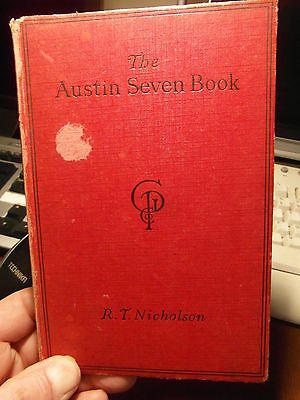 The
Austin Seven Book
R. T. Nicholson